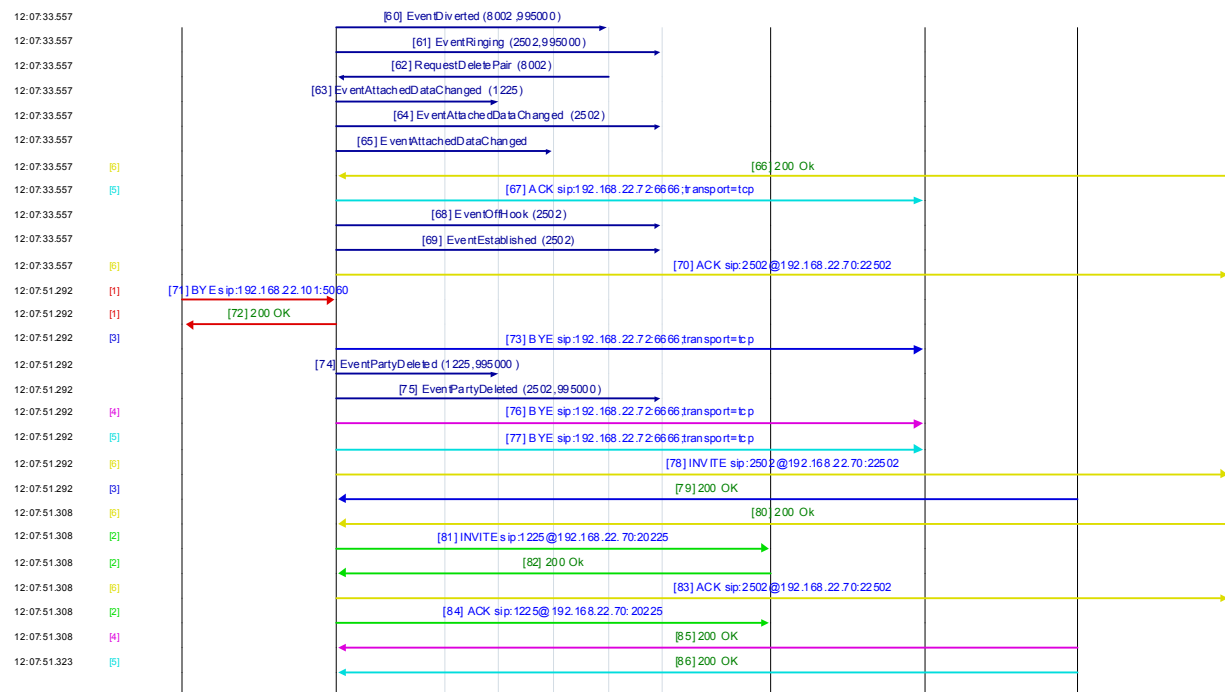 12:07:33.557 [60] EventDiverted (8002,995000)
12:07:33.557 [61] EventRinging (2502,995000)
12:07:33.557 [62] RequestDeletePair (8002)
12:07:33.557 [63] EventAttachedDataChanged (1225)
12:07:33.557 [64] EventAttachedDataChanged (2502)
12:07:33.557 [65] EventAttachedDataChanged
12:07:33.557 [6] [66] 200 Ok
12:07:33.557 [5] [67] ACK sip:192.168.22.72:6666;transport=tcp
12:07:33.557 [68] EventOffHook (2502)
12:07:33.557 [69] EventEstablished (2502)
12:07:33.557 [6] [70] ACK sip:2502@192.168.22.70:22502
12:07:51.292 [1] [71] BYE sip:192.168.22.101:5060
12:07:51.292 [1] [72] 200 OK
12:07:51.292 [3] [73] BYE sip:192.168.22.72:6666;transport=tcp
12:07:51.292 [74] EventPartyDeleted (1225,995000)
12:07:51.292 [75] EventPartyDeleted (2502,995000)
12:07:51.292 [4] [76] BYE sip:192.168.22.72:6666;transport=tcp
12:07:51.292 [5] [77] BYE sip:192.168.22.72:6666;transport=tcp
12:07:51.292 [6] [78] INVITE sip:2502@192.168.22.70:22502
12:07:51.292 [3] [79] 200 OK
12:07:51.308 [6] [80] 200 Ok
12:07:51.308 [2] [81] INVITE sip:1225@192.168.22.70:20225
12:07:51.308 [2] [82] 200 Ok
12:07:51.308 [6] [83] ACK sip:2502@192.168.22.70:22502
12:07:51.308 [2] [84] ACK sip:1225@192.168.22.70:20225
12:07:51.308 [4] [85] 200 OK
12:07:51.323 [5] [86] 200 OK